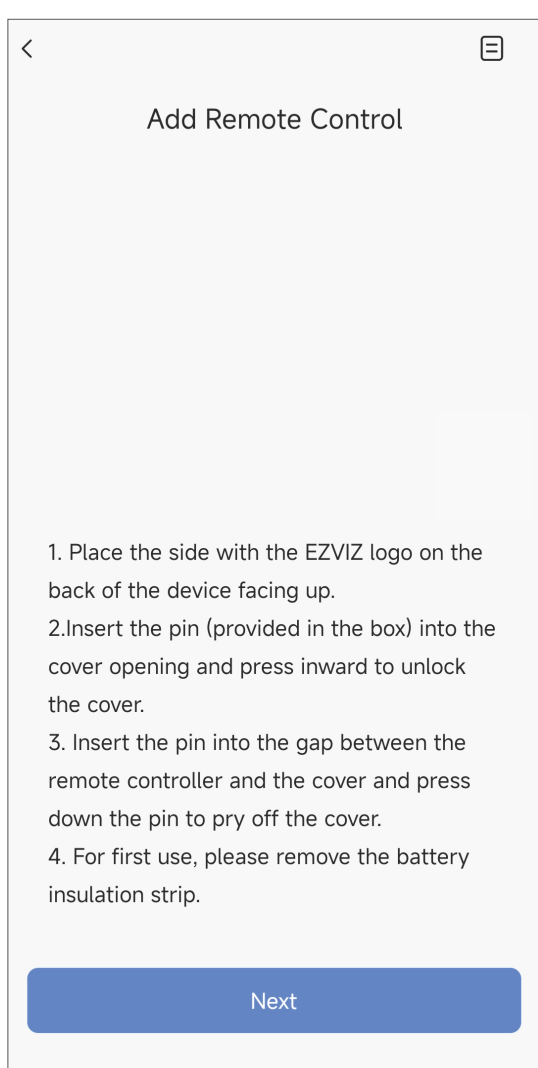 Add Remote Control
1. Place the side with the EZVIZ logo on the
back of the device facing up.
2.Insert the pin (provided in the box) into the
cover opening and press inward to unlock
the cover.
3. Insert the pin into the gap between the
remote controller and the cover and press
down the pin to pry off the cover.
4. For first use, please remove the battery
insulation strip.
Next